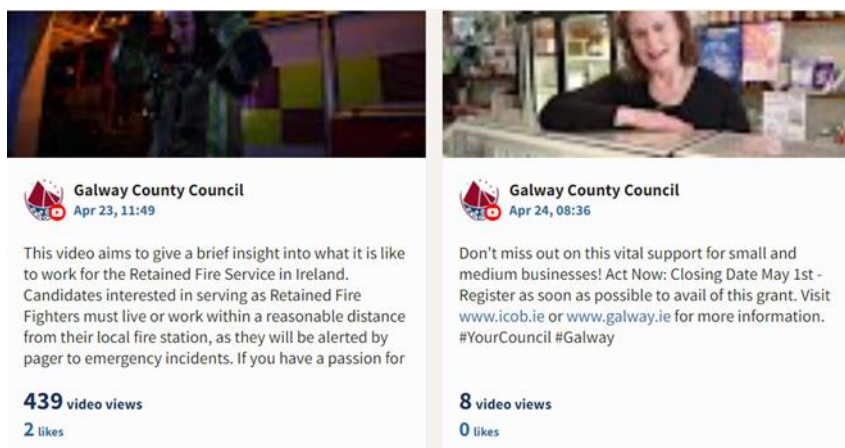 Galway County Council
Apr 23, 11:49
This video aims to give a brief insight into what it is like
to work for the Retained Fire Service in Ireland.
Candidates interested in serving as Retained Fire
Fighters must live or work within a reasonable distance
from their local fire station, as they will be alerted by
pager to emergency incidents. If you have a passion for
439 video views
2 likes
Galway County Council
Apr 24, 08:36
Don't miss out on this vital support for small and
medium businesses! Act Now: Closing Date May 1st -
Register as soon as possible to avail of this grant. Visit
www.icob.ie or www.galway.ie for more information.
#YourCouncil #Galway
8 video views
0 likes